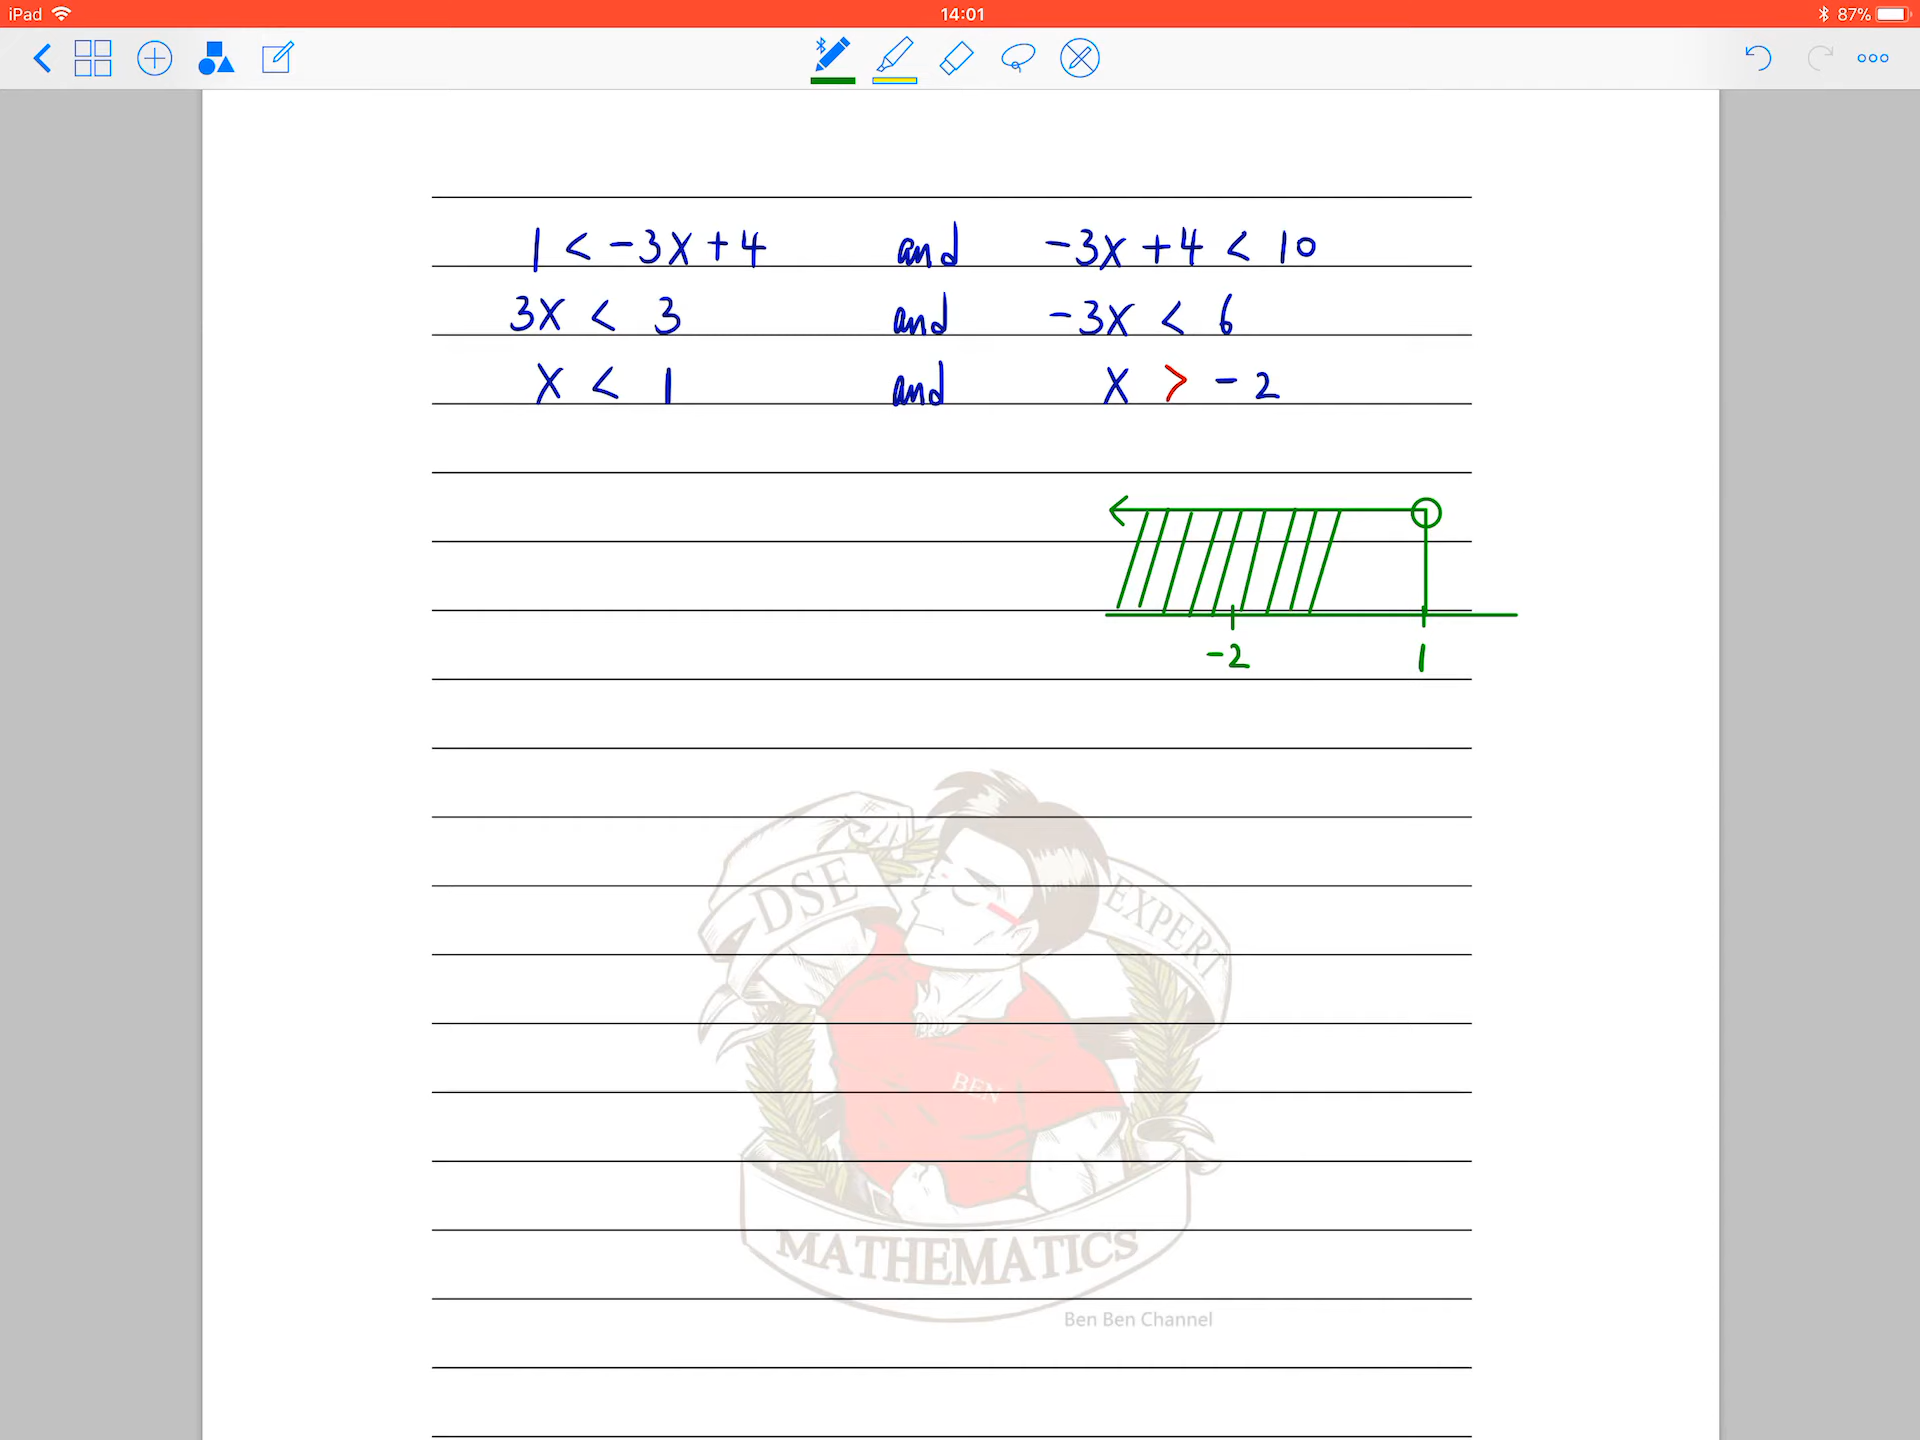 iPad 14:01 87%
1 < -3x+4 and -3x+4 < 10
3x < 3 and -3x < 6
x < 1 and x > -2
-2 1
DSE EXPERT
BEN
MATHEMATICS
Ben Ben Channel